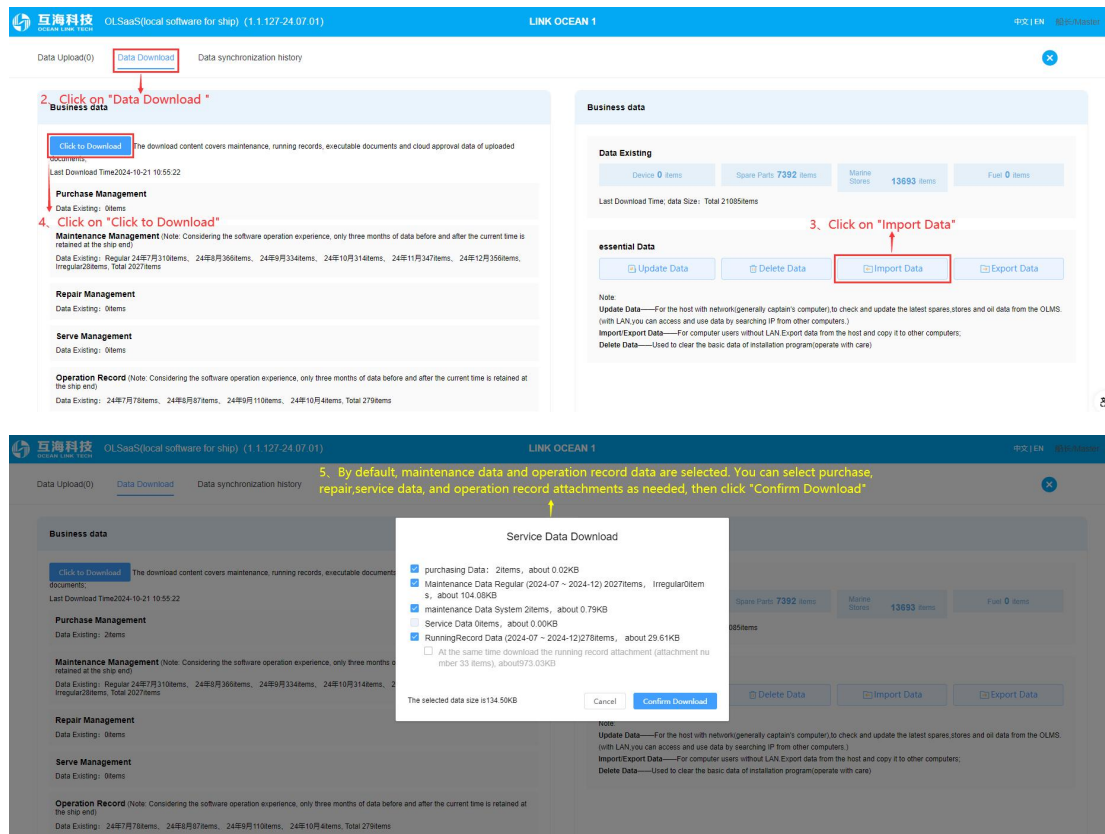 互海科技 OLSaaS(local software for ship) (1.1.127-24.07.01) LINK OCEAN 1 中文 | EN 船长/Master
OCEAN LINK TECH
Data Upload(0) Data Download Data synchronization history
2、Click on "Data Download "
Business data
Click to Download The download content covers maintenance, running records, executable documents and cloud approval data of uploaded
documents;
Last Download Time2024-10-21 10:55:22
Purchase Management
Data Existing: 0items
4、Click on "Click to Download"
Maintenance Management (Note: Considering the software operation experience, only three months of data before and after the current time is
retained at the ship end)
Data Existing: Regular 24年7月310items、 24年8月366items、 24年9月334items、 24年10月314items、 24年11月347items、 24年12月356items,
Irregular28items, Total 2027items
Repair Management
Data Existing: 0items
Serve Management
Data Existing: 0items
Operation Record (Note: Considering the software operation experience, only three months of data before and after the current time is retained at
the ship end)
Data Existing: 24年7月78items、 24年8月87items、 24年9月110items、 24年10月4items, Total 279items
Business data
Data Existing
Device 0 items Spare Parts 7392 items Marine Stores 13693 items Fuel 0 items
Last Download Time; data Size: Total 21085items
3、Click on "Import Data"
essential Data
Update Data Delete Data Import Data Export Data
Note:
Update Data——For the host with network(generally captain's computer),to check and update the latest spares,stores and oil data from the OLMS.
(with LAN,you can access and use data by searching IP from other computers.)
Import/Export Data——For computer users without LAN.Export data from the host and copy it to other computers;
Delete Data——Used to clear the basic data of installation program(operate with care)
互海科技 OLSaaS(local software for ship) (1.1.127-24.07.01) LINK OCEAN 1 中文 | EN
OCEAN LINK TECH
5、By default, maintenance data and operation record data are selected. You can select purchase,
repair,service data, and operation record attachments as needed, then click "Confirm Download"
Data Upload(0) Data Download Data synchronization history
Business data
Click to Download The download content covers maintenance, running records, executable documents
documents;
Last Download Time2024-10-21 10:55:22
Purchase Management
Data Existing: 2items
Maintenance Management (Note: Considering the software operation experience, only three months o
retained at the ship end)
Data Existing: Regular 24年7月310items、 24年8月366items、 24年9月334items、 24年10月314items、 2
Irregular28items, Total 2027items
Repair Management
Data Existing: 0items
Serve Management
Data Existing: 0items
Operation Record (Note: Considering the software operation experience, only three months of data before and after the current time is retained at
the ship end)
Data Existing: 24年7月78items、 24年8月87items、 24年9月110items、 24年10月4items, Total 279items
Service Data Download
purchasing Data: 2items, about 0.02KB
Maintenance Data Regular (2024-07 ~ 2024-12) 2027items, Irregular0item
s, about 104.08KB
maintenance Data System 2items, about 0.79KB
Service Data 0items, about 0.00KB
RunningRecord Data (2024-07 ~ 2024-12)278items, about 29.61KB
At the same time download the running record attachment (attachment nu
mber 33 items), about973.03KB
The selected data size is134.50KB Cancel Confirm Download
Spare Parts 7392 items Marine Stores 13693 items Fuel 0 items
085items
Delete Data Import Data Export Data
Note:
Update Data——For the host with network(generally captain's computer),to check and update the latest spares,stores and oil data from the OLMS.
(with LAN,you can access and use data by searching IP from other computers.)
Import/Export Data——For computer users without LAN.Export data from the host and copy it to other computers;
Delete Data——Used to clear the basic data of installation program(operate with care)